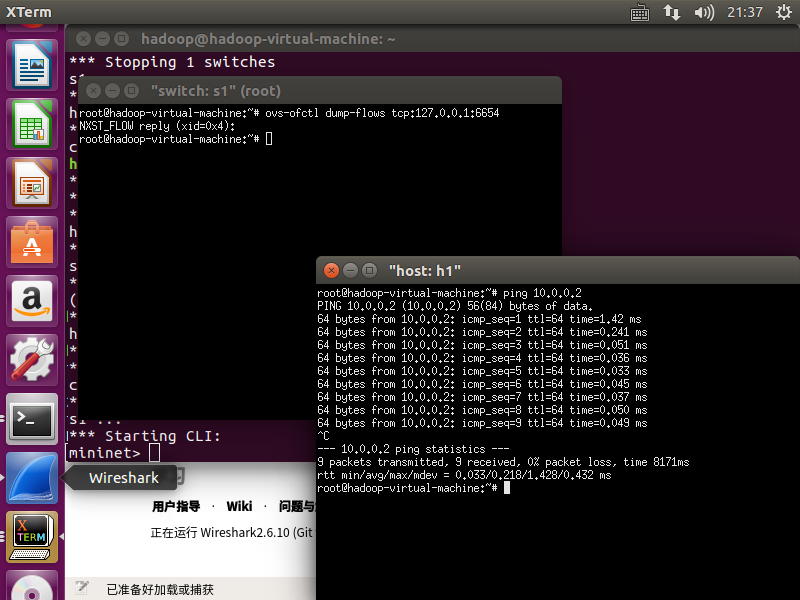 XTerm
21:37
hadoop@hadoop-virtual-machine: ~
*** Stopping 1 switches
"switch: s1" (root)
root@hadoop-virtual-machine:~# ovs-ofctl dump-flows tcp:127.0.0.1:6654
NXST_FLOW reply (xid=0x4):
root@hadoop-virtual-machine:~#
"host: h1"
root@hadoop-virtual-machine:~# ping 10.0.0.2
PING 10.0.0.2 (10.0.0.2) 56(84) bytes of data.
64 bytes from 10.0.0.2: icmp_seq=1 ttl=64 time=1.42 ms
64 bytes from 10.0.0.2: icmp_seq=2 ttl=64 time=0.241 ms
64 bytes from 10.0.0.2: icmp_seq=3 ttl=64 time=0.051 ms
64 bytes from 10.0.0.2: icmp_seq=4 ttl=64 time=0.036 ms
64 bytes from 10.0.0.2: icmp_seq=5 ttl=64 time=0.033 ms
64 bytes from 10.0.0.2: icmp_seq=6 ttl=64 time=0.045 ms
64 bytes from 10.0.0.2: icmp_seq=7 ttl=64 time=0.037 ms
64 bytes from 10.0.0.2: icmp_seq=8 ttl=64 time=0.050 ms
64 bytes from 10.0.0.2: icmp_seq=9 ttl=64 time=0.049 ms
^C
--- 10.0.0.2 ping statistics ---
9 packets transmitted, 9 received, 0% packet loss, time 8171ms
rtt min/avg/max/mdev = 0.033/0.218/1.428/0.432 ms
root@hadoop-virtual-machine:~#
s1 ...
*** Starting CLI:
mininet>
Wireshark
用户指导 · Wiki · 问题与
正在运行 Wireshark2.6.10 (Git
已准备好加载或捕获
X
TERM